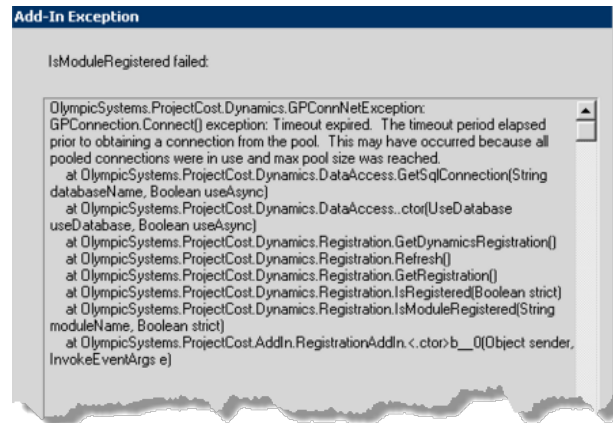 Add-In Exception
IsModuleRegistered failed:
OlympicSystems.ProjectCost.Dynamics.GPConnNetException:
GPConnection.Connect() exception: Timeout expired.  The timeout period elapsed
prior to obtaining a connection from the pool.  This may have occurred because all
pooled connections were in use and max pool size was reached.
at OlympicSystems.ProjectCost.Dynamics.DataAccess.GetSqlConnection(String
databaseName, Boolean useAsync)
at OlympicSystems.ProjectCost.Dynamics.DataAccess..ctor(UseDatabase
useDatabase, Boolean useAsync)
at OlympicSystems.ProjectCost.Dynamics.Registration.GetDynamicsRegistration()
at OlympicSystems.ProjectCost.Dynamics.Registration.Refresh()
at OlympicSystems.ProjectCost.Dynamics.Registration.GetRegistration()
at OlympicSystems.ProjectCost.Dynamics.Registration.IsRegistered(Boolean strict)
at OlympicSystems.ProjectCost.Dynamics.Registration.IsModuleRegistered(String
moduleName, Boolean strict)
at OlympicSystems.ProjectCost.AddIn.RegistrationAddIn.<.ctor>b__0(Object sender,
InvokeEventArgs e)